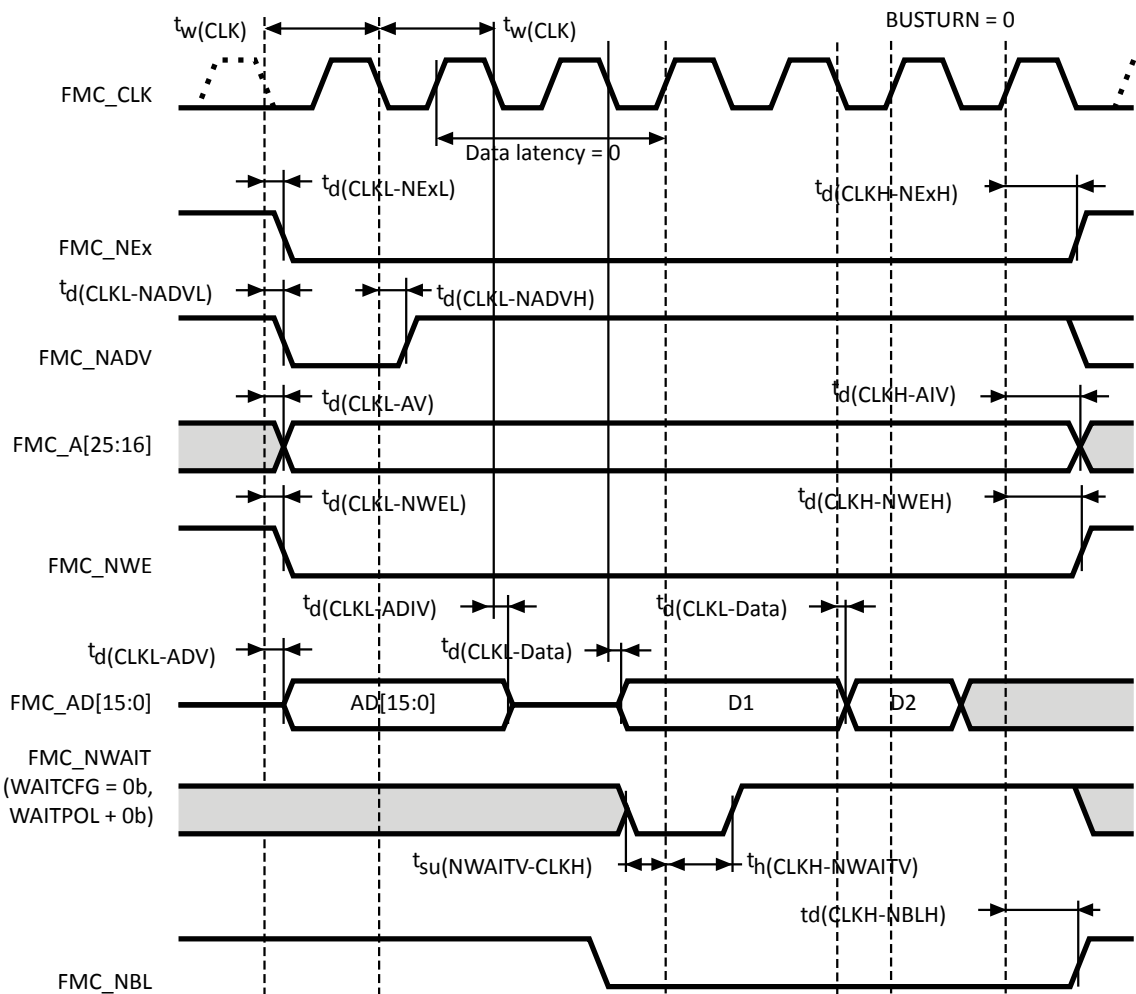 BUSTURN = 0
tw(CLK) tw(CLK)
FMC_CLK
Data latency = 0
td(CLKL-NExL) td(CLKH-NExH)
FMC_NEx
td(CLKL-NADVL) td(CLKL-NADVH)
FMC_NADV
td(CLKL-AV) td(CLKH-AIV)
FMC_A[25:16]
td(CLKL-NWEL) td(CLKH-NWEH)
FMC_NWE
td(CLKL-ADIV) td(CLKL-Data)
td(CLKL-ADV) td(CLKL-Data)
FMC_AD[15:0] AD[15:0] D1 D2
FMC_NWAIT
(WAITCFG = 0b,
WAITPOL + 0b)
tsu(NWAITV-CLKH) th(CLKH-NWAITV)
td(CLKH-NBLH)
FMC_NBL